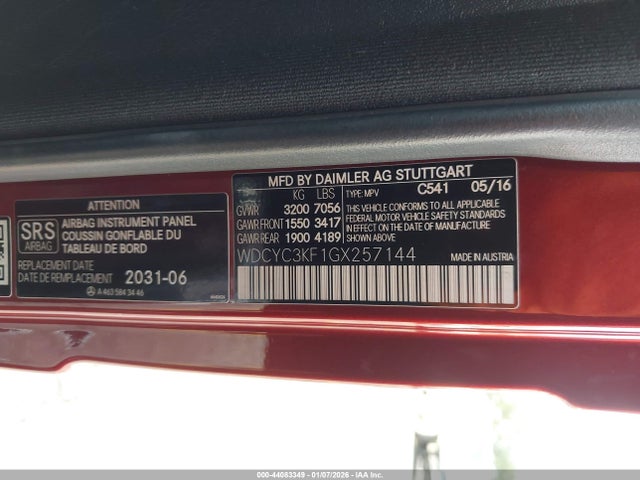 MFD BY DAIMLER AG STUTTGART
KG LBS TYPE: MPV C541 05/16
GVWR 3200 7056
GAWR FRONT 1550 3417
GAWR REAR 1900 4189
THIS VEHICLE CONFORMS TO ALL APPLICABLE
FEDERAL MOTOR VEHICLE SAFETY STANDARDS
IN EFFECT ON THE DATE OF
MANUFACTURE SHOWN ABOVE.
WDCYC3KF1GX257144 MADE IN AUSTRIA
ATTENTION
SRS
AIRBAG
AIRBAG INSTRUMENT PANEL
COUSSIN GONFLABLE DU
TABLEAU DE BORD
REPLACEMENT DATE
DATE DE REMPLACEMENT 2031-06
A 463 584 34 46
000-44083349 - 01/07/2026 - IAA Inc.